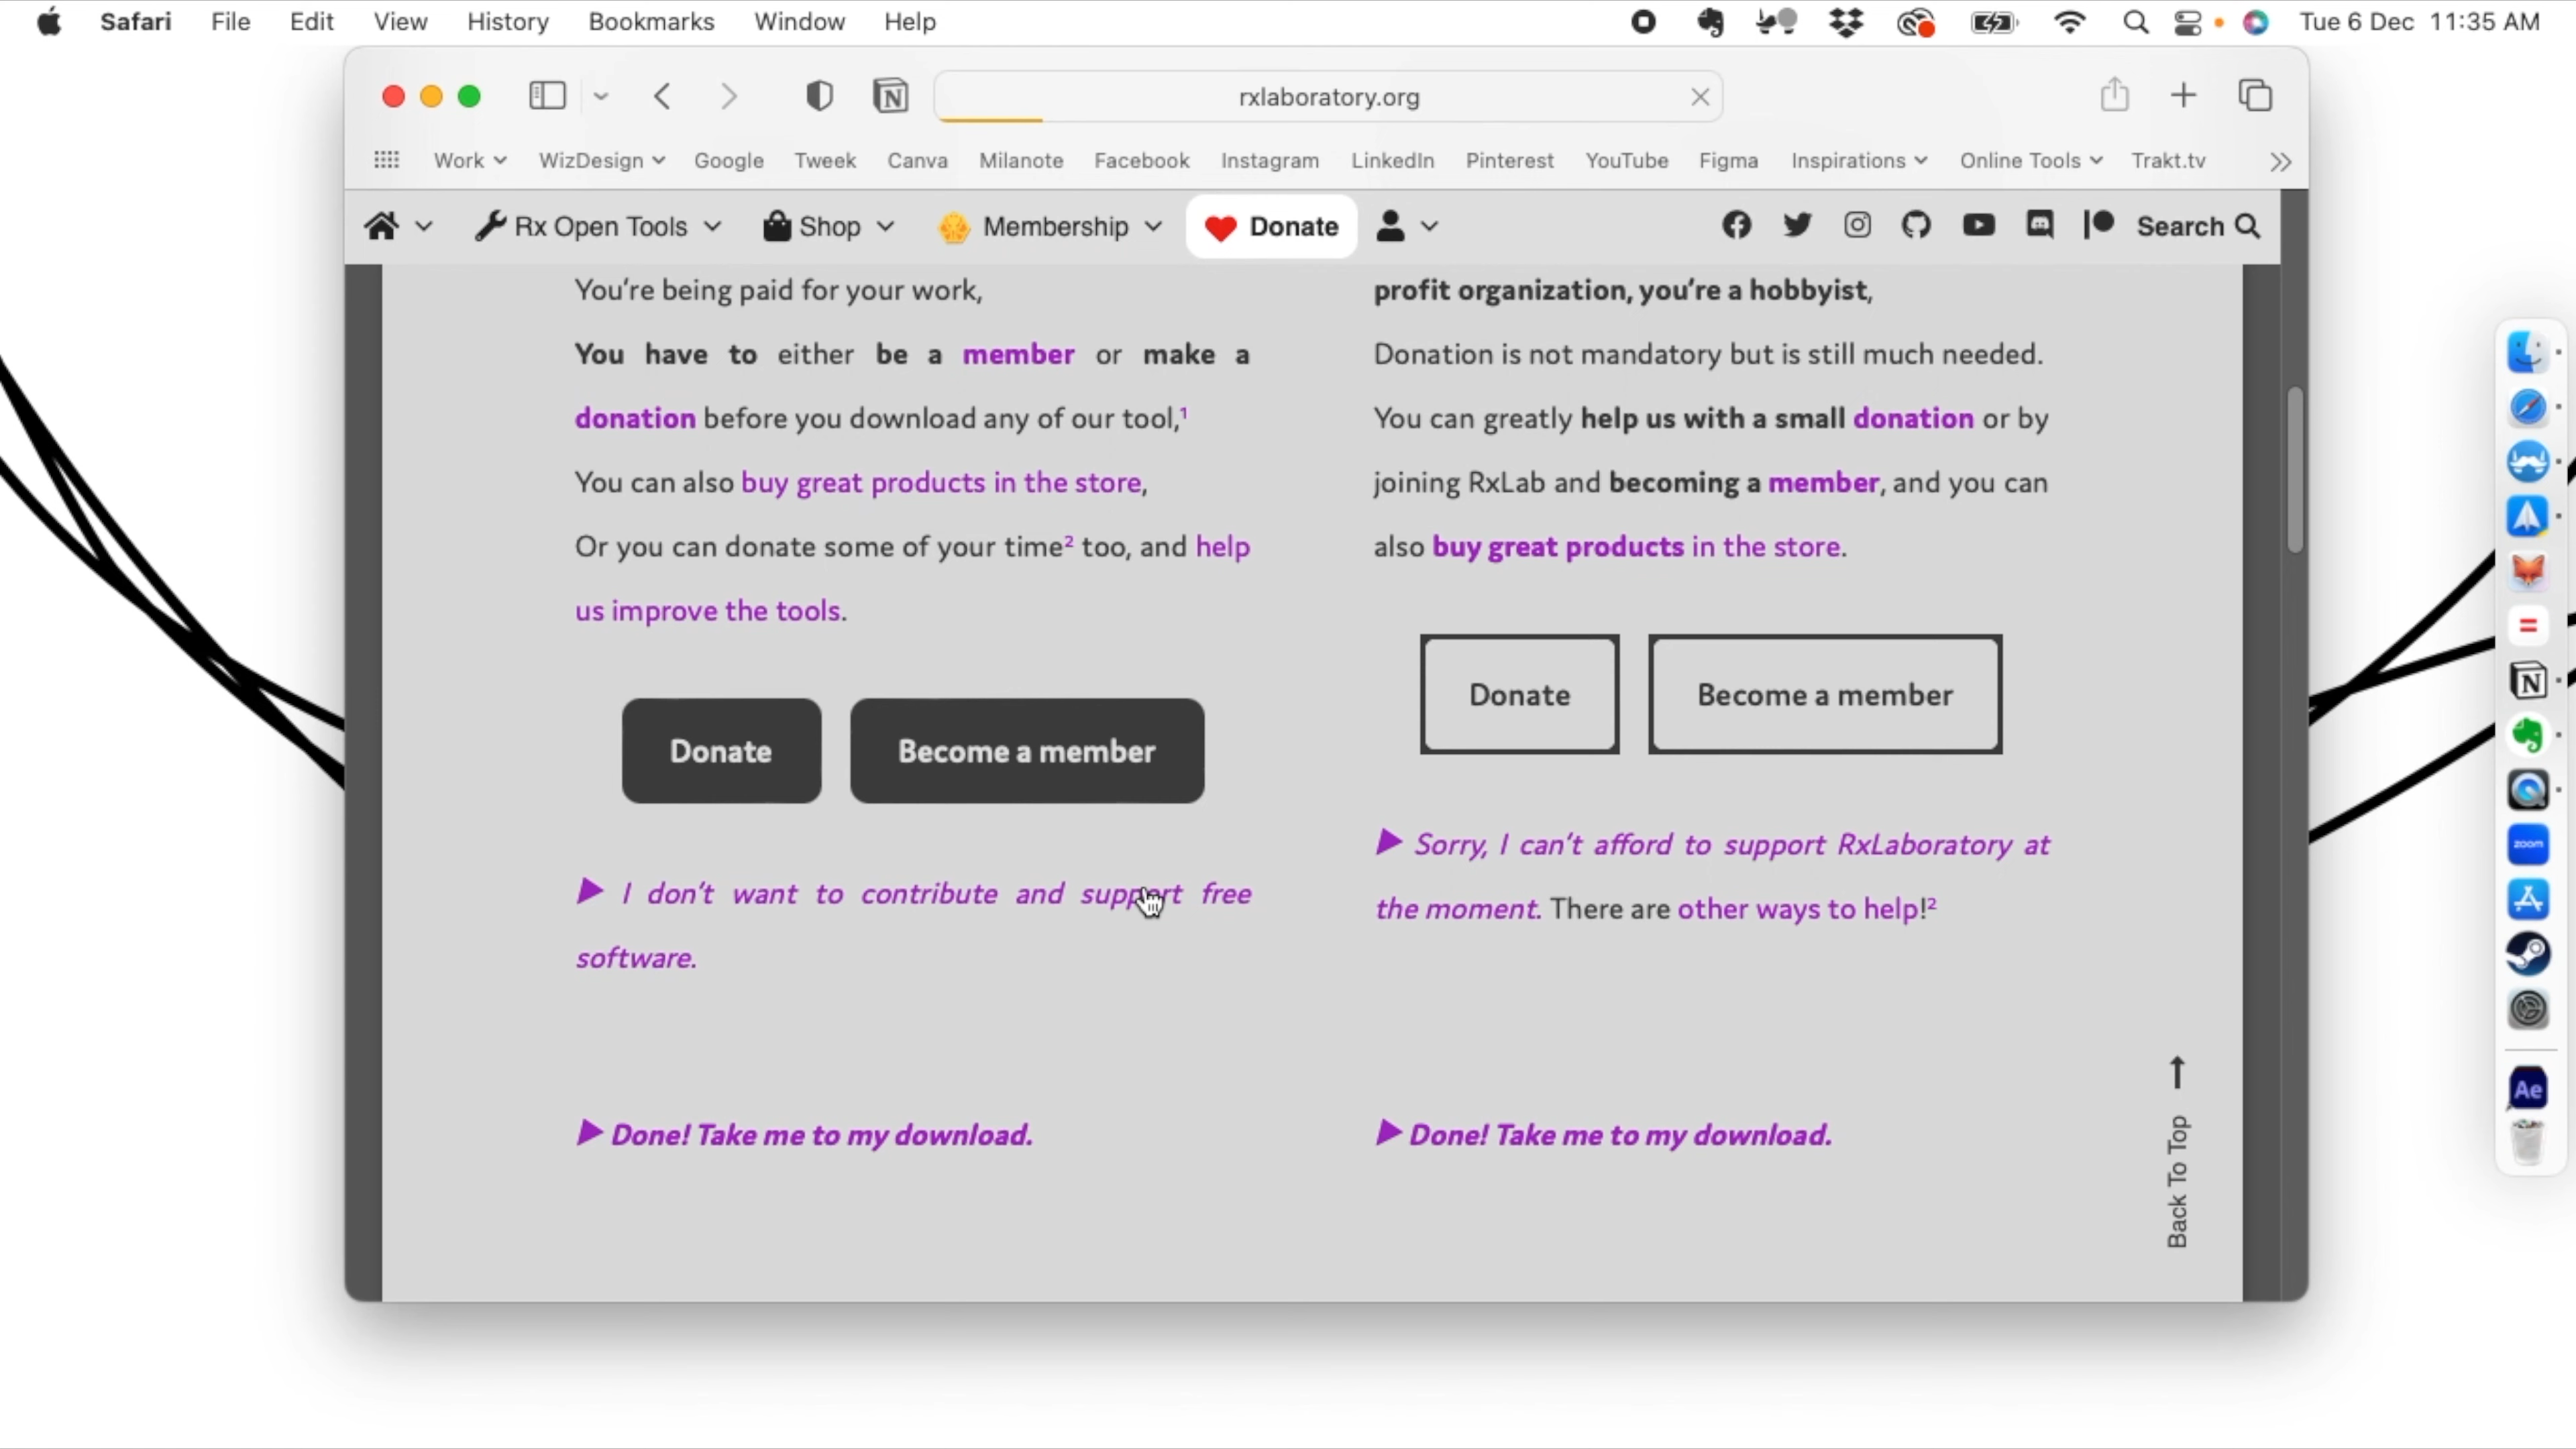 Safari File Edit View History Bookmarks Window Help Tue 6 Dec 11:35 AM
rxlaboratory.org
Work WizDesign Google Tweek Canva Milanote Facebook Instagram LinkedIn Pinterest YouTube Figma Inspirations Online Tools Trakt.tv
Rx Open Tools Shop Membership Donate Search
You're being paid for your work,
You have to either be a member or make a
donation before you download any of our tool,1
You can also buy great products in the store,
Or you can donate some of your time2 too, and help
us improve the tools.
Donate Become a member
▶ I don't want to contribute and support free
software.
▶ Done! Take me to my download.
profit organization, you're a hobbyist,
Donation is not mandatory but is still much needed.
You can greatly help us with a small donation or by
joining RxLab and becoming a member, and you can
also buy great products in the store.
Donate Become a member
▶ Sorry, I can't afford to support RxLaboratory at
the moment. There are other ways to help!2
▶ Done! Take me to my download.
Back To Top
zoom
Ae